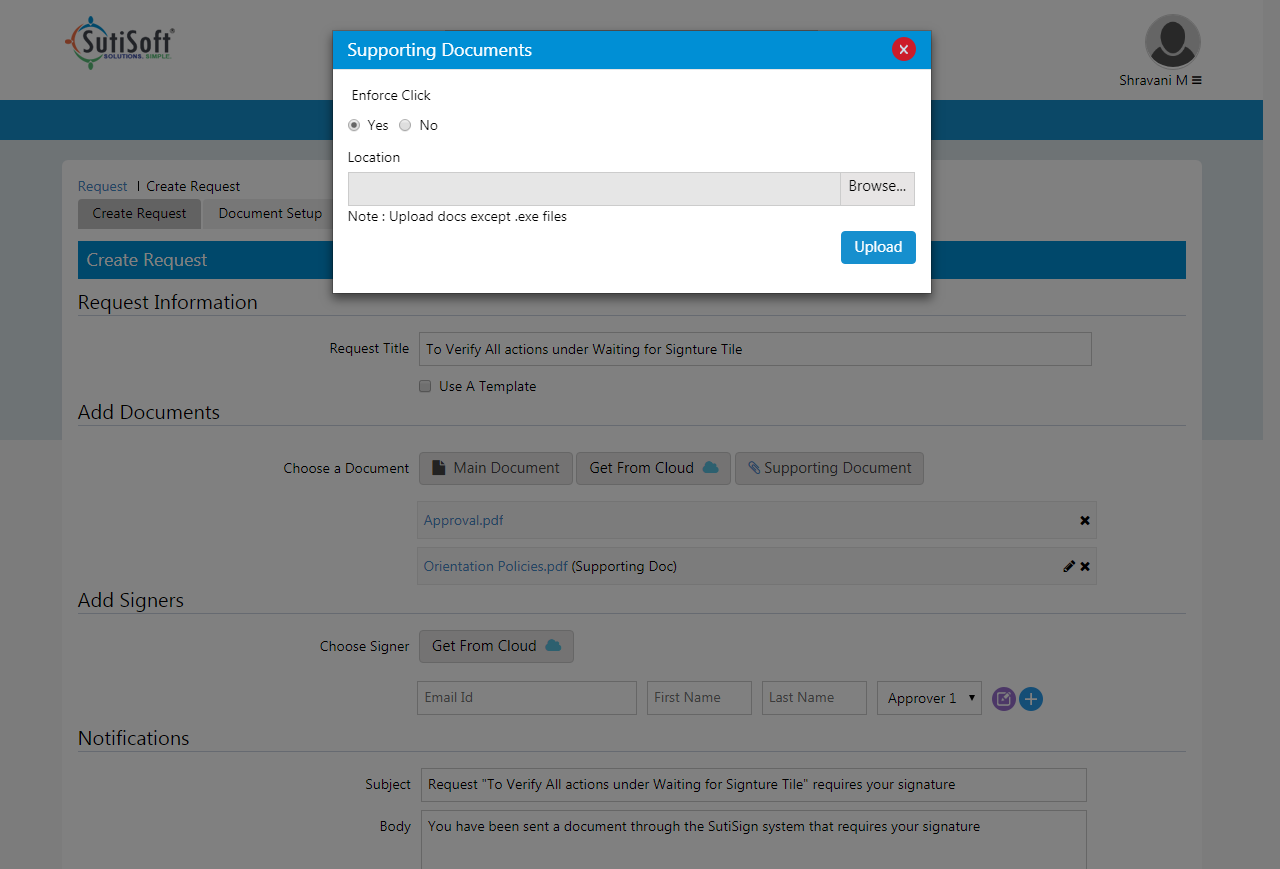 SutiSoft
SOLUTIONS. SIMPLE.
Supporting Documents
Shravani M
Enforce Click
Yes No
Location
Browse...
Note : Upload docs except .exe files
Upload
Request | Create Request
Create Request Document Setup
Create Request
Request Information
Request Title To Verify All actions under Waiting for Signture Tile
Use A Template
Add Documents
Choose a Document Main Document Get From Cloud Supporting Document
Approval.pdf
Orientation Policies.pdf (Supporting Doc)
Add Signers
Choose Signer Get From Cloud
Email Id First Name Last Name Approver 1
Notifications
Subject Request "To Verify All actions under Waiting for Signture Tile" requires your signature
Body You have been sent a document through the SutiSign system that requires your signature